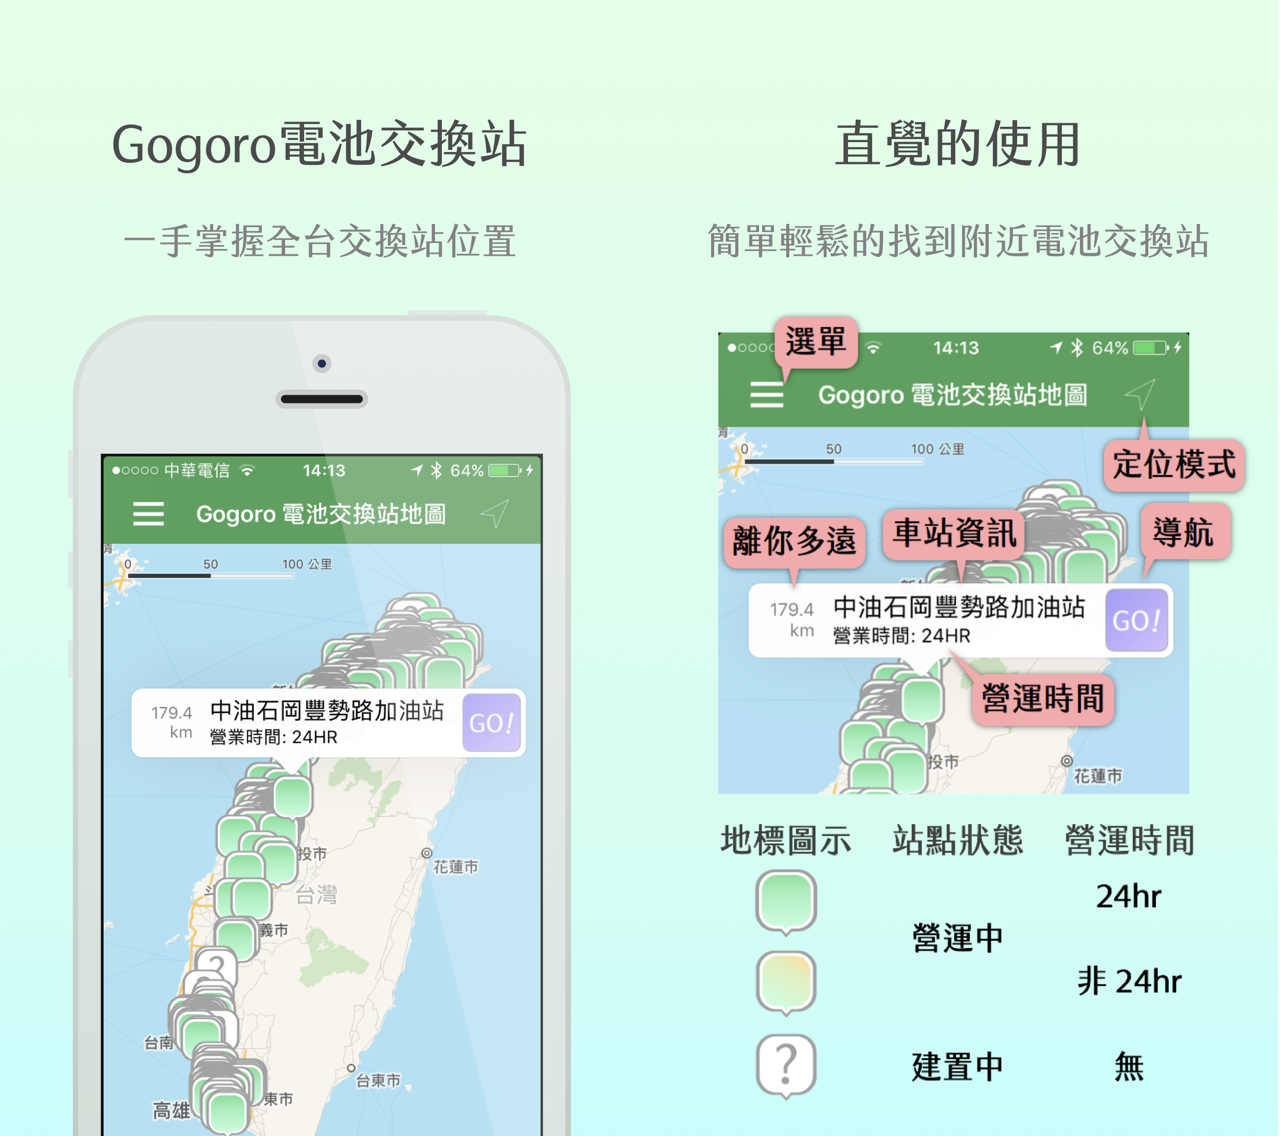 Gogoro電池交換站
一手掌握全台交換站位置
中華電信
14:13
64%
Gogoro 電池交換站地圖
0 50 100 公里
179.4 km
中油石岡豐勢路加油站
營業時間: 24HR
GO!
投市
花蓮市
台灣
義市
?
台南
台東市
東市
高雄
直覺的使用
簡單輕鬆的找到附近電池交換站
選單
14:13
64%
Gogoro 電池交換站地圖
定位模式
0 50 100 公里
離你多遠
車站資訊
導航
179.4 km
中油石岡豐勢路加油站
營業時間: 24HR
GO!
營運時間
投市
花蓮市
地標圖示 站點狀態 營運時間
24hr
營運中
非 24hr
? 建置中 無